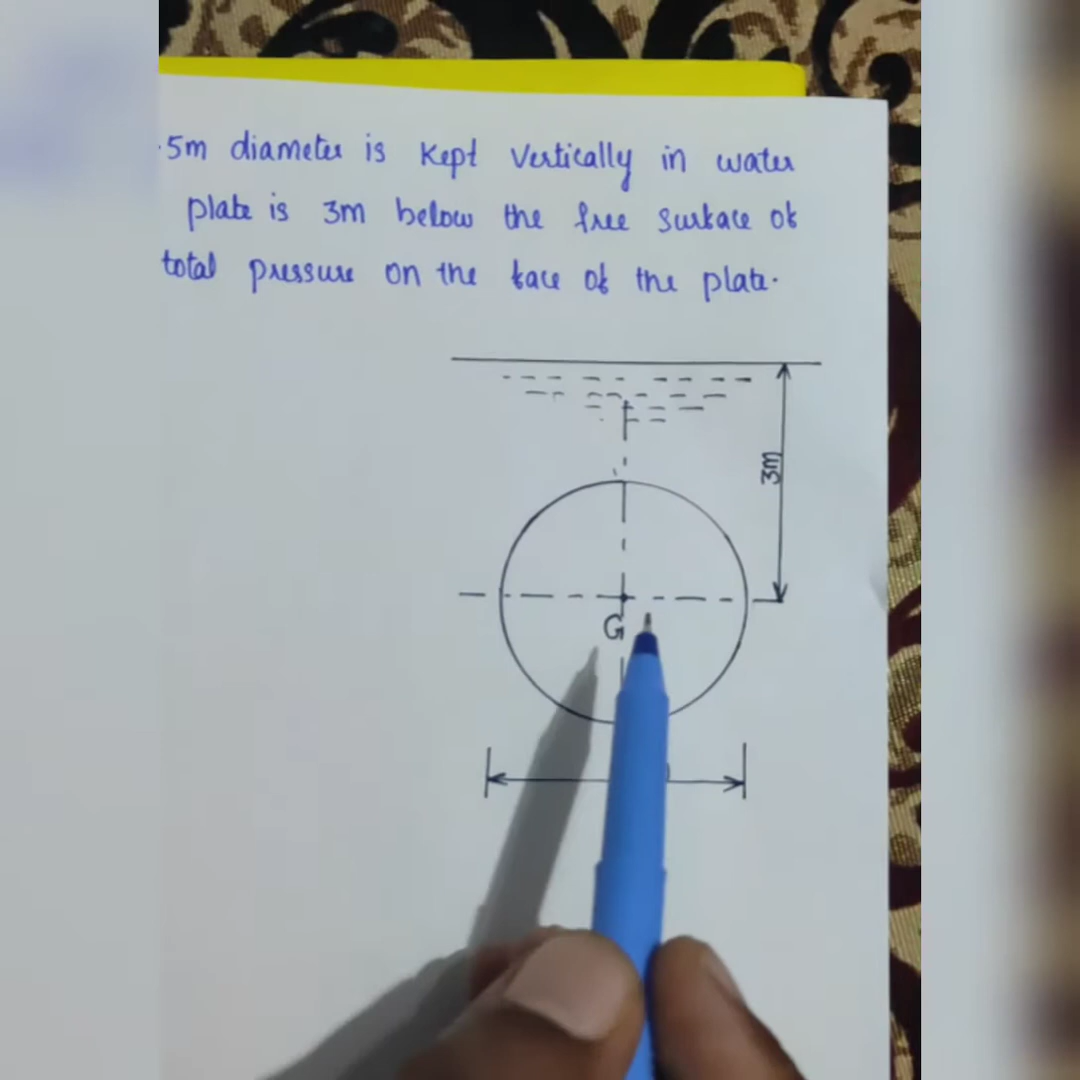 .5m diameter is kept vertically in water
plate is 3m below the free surface of
total pressure on the face of the plate.
3m
G